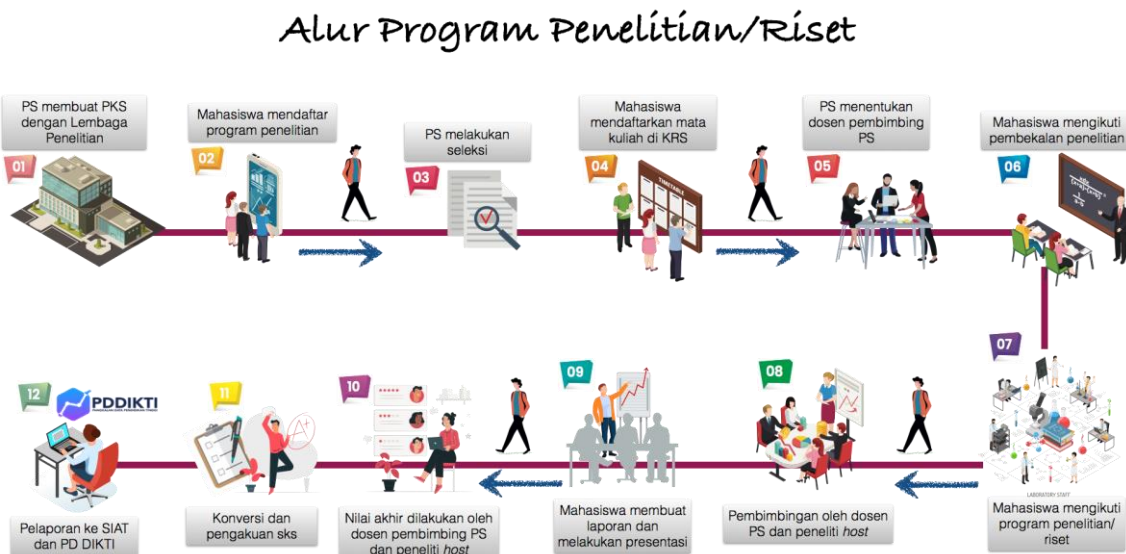 Alur Program Penelitian/Riset
PS membuat PKS
dengan Lembaga
Penelitian
01
Mahasiswa mendaftar
program penelitian
02
PS melakukan
seleksi
03
Mahasiswa
mendaftarkan mata
kuliah di KRS
04
TIMETABLE
PS menentukan
dosen pembimbing
PS
05
Mahasiswa mengikuti
pembekalan penelitian
06
07
LABORATORY STAFF
Mahasiswa mengikuti
program penelitian/
riset
08
Pembimbingan oleh dosen
PS dan peneliti host
09
Mahasiswa membuat
laporan dan
melakukan presentasi
10
Nilai akhir dilakukan oleh
dosen pembimbing PS
dan peneliti host
11
A+
Konversi dan
pengakuan sks
12
PDDIKTI
Pelaporan ke SIAT
dan PD DIKTI